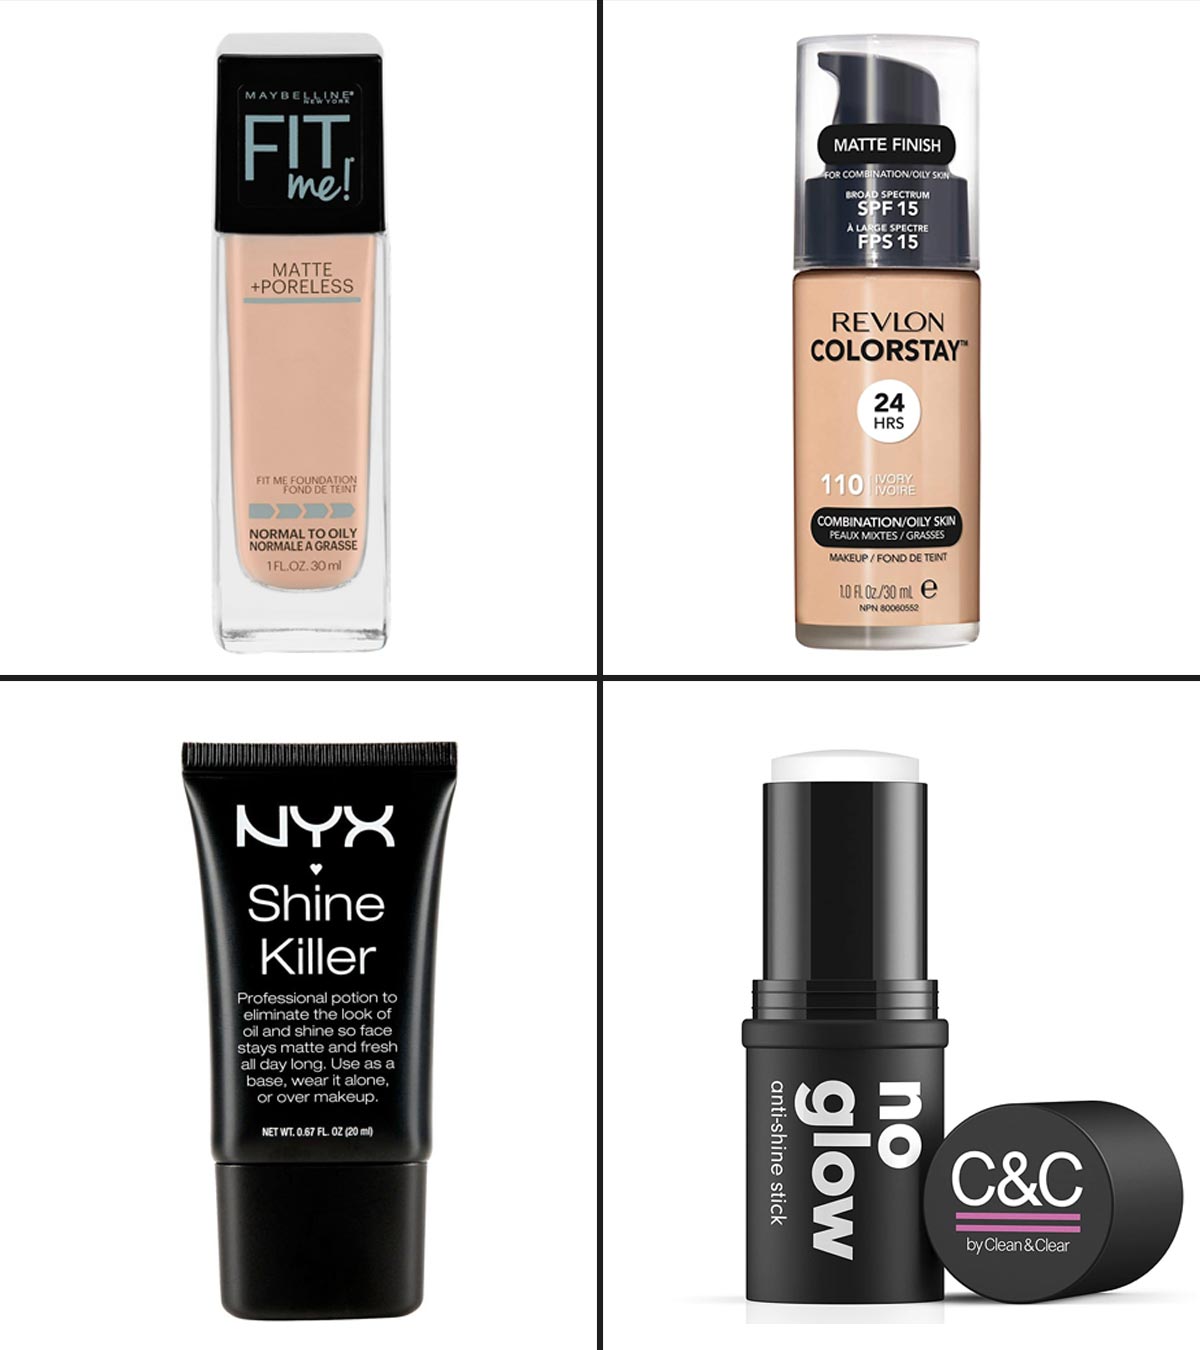 MAYBELLINE®
NEW YORK
FIT
me!
MATTE
+PORELESS
FIT ME FOUNDATION
FOND DE TEINT
NORMAL TO OILY
NORMALE A GRASSE
1 FL.OZ. 30 ml
MATTE FINISH
FOR COMBINATION/OILY SKIN
BROAD SPECTRUM
SPF 15
À LARGE SPECTRE
FPS 15
REVLON
COLORSTAY™
24
HRS
110 IVORY
IVOIRE
COMBINATION/OILY SKIN
PEAUX MIXTES / GRASSES
MAKEUP / FOND DE TEINT
1.0 Fl. Oz./30 mL e
NPN 80060552
NYX
Shine
Killer
Professional potion to
eliminate the look of
oil and shine so face
stays matte and fresh
all day long. Use as a
base, wear it alone,
or over makeup.
NET WT. 0.67 FL. OZ (20 ml)
no
glow
anti-shine stick
C&C
by Clean & Clear